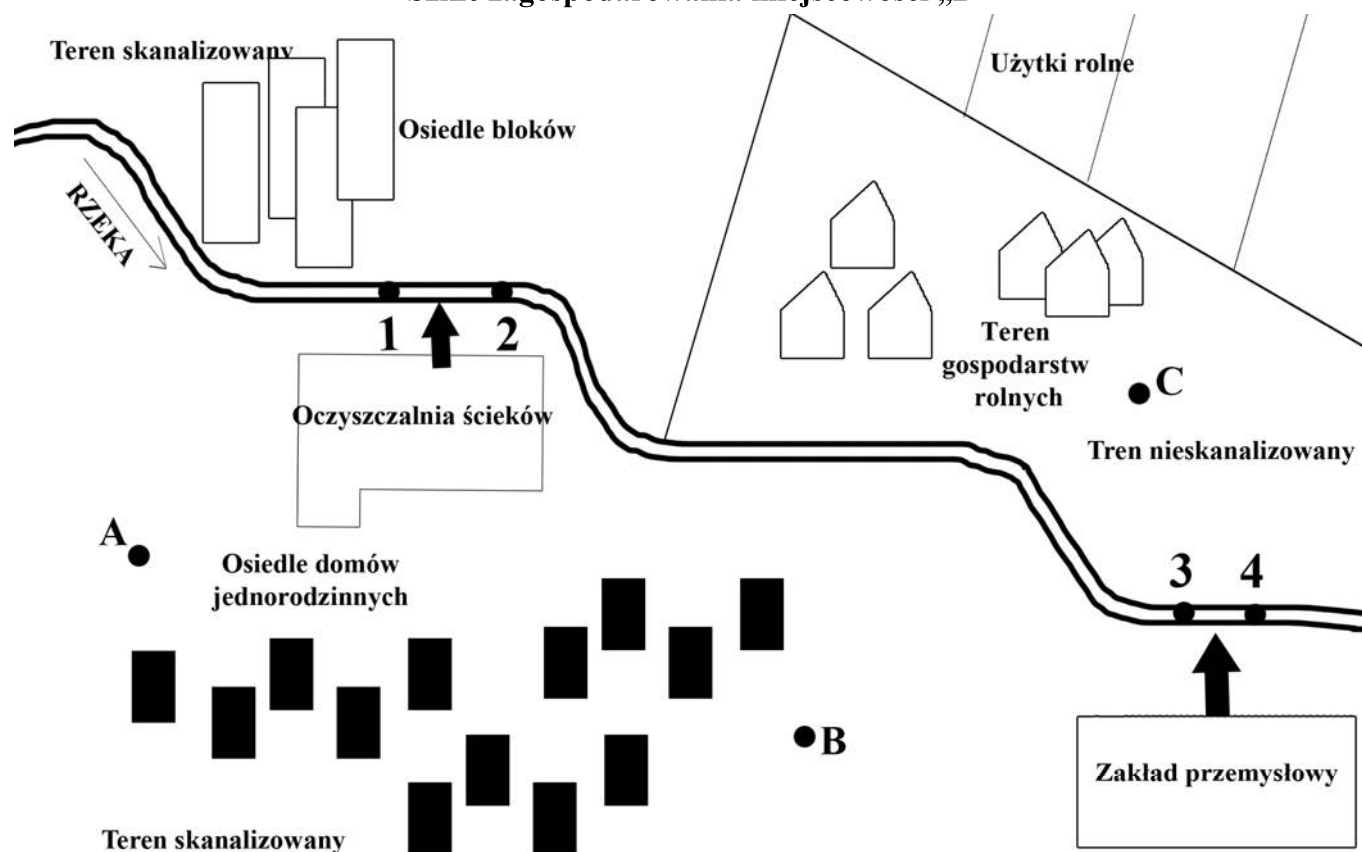 Teren skanalizowany
Osiedle bloków
Użytki rolne
RZEKA
1
2
Teren
gospodarstw
rolnych
C
Oczyszczalnia ścieków
Tren nieskanalizowany
A
Osiedle domów
jednorodzinnych
3
4
B
Zakład przemysłowy
Teren skanalizowany